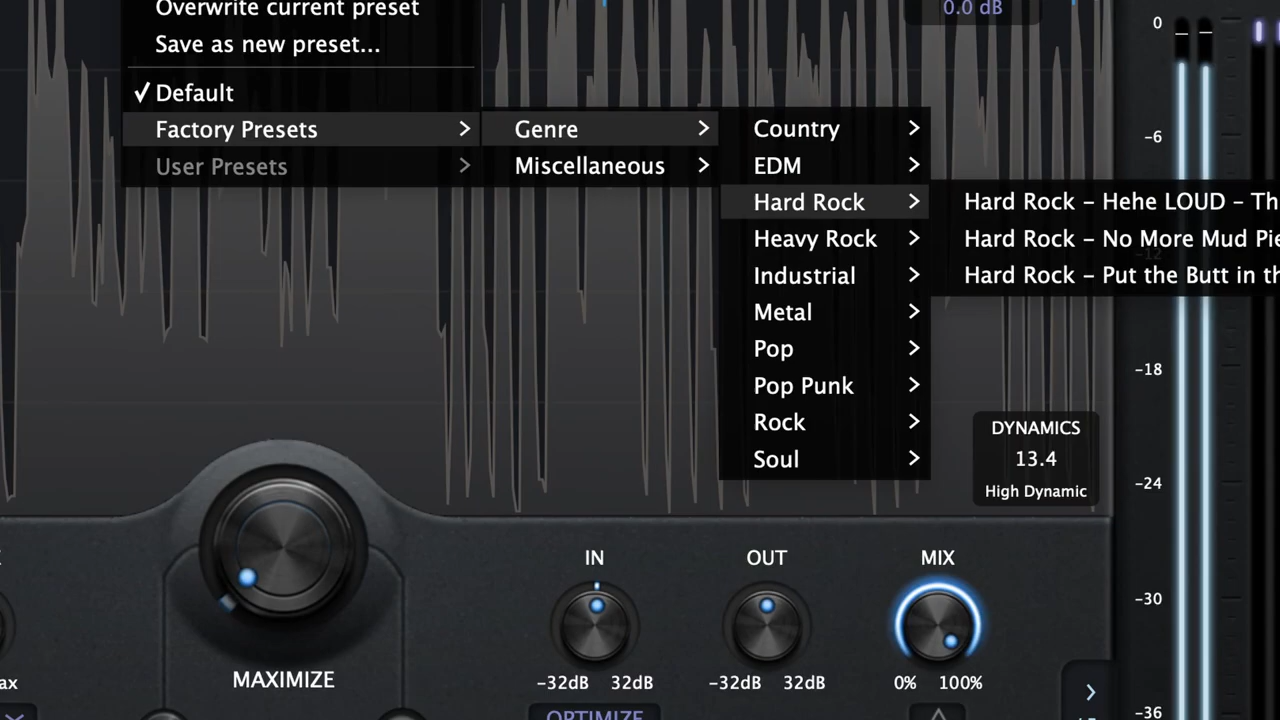 Overwrite current preset
Save as new preset...
✓ Default
Factory Presets
User Presets
Genre
Miscellaneous
Country
EDM
Hard Rock
Heavy Rock
Industrial
Metal
Pop
Pop Punk
Rock
Soul
Hard Rock – Hehe LOUD – Th
Hard Rock – No More Mud Pie
Hard Rock – Put the Butt in th
0.0 dB
0
-6
-12
-18
-24
-30
-36
DYNAMICS
13.4
High Dynamic
MAXIMIZE
IN
-32dB 32dB
OUT
-32dB 32dB
MIX
0% 100%
OPTIMIZE
ax